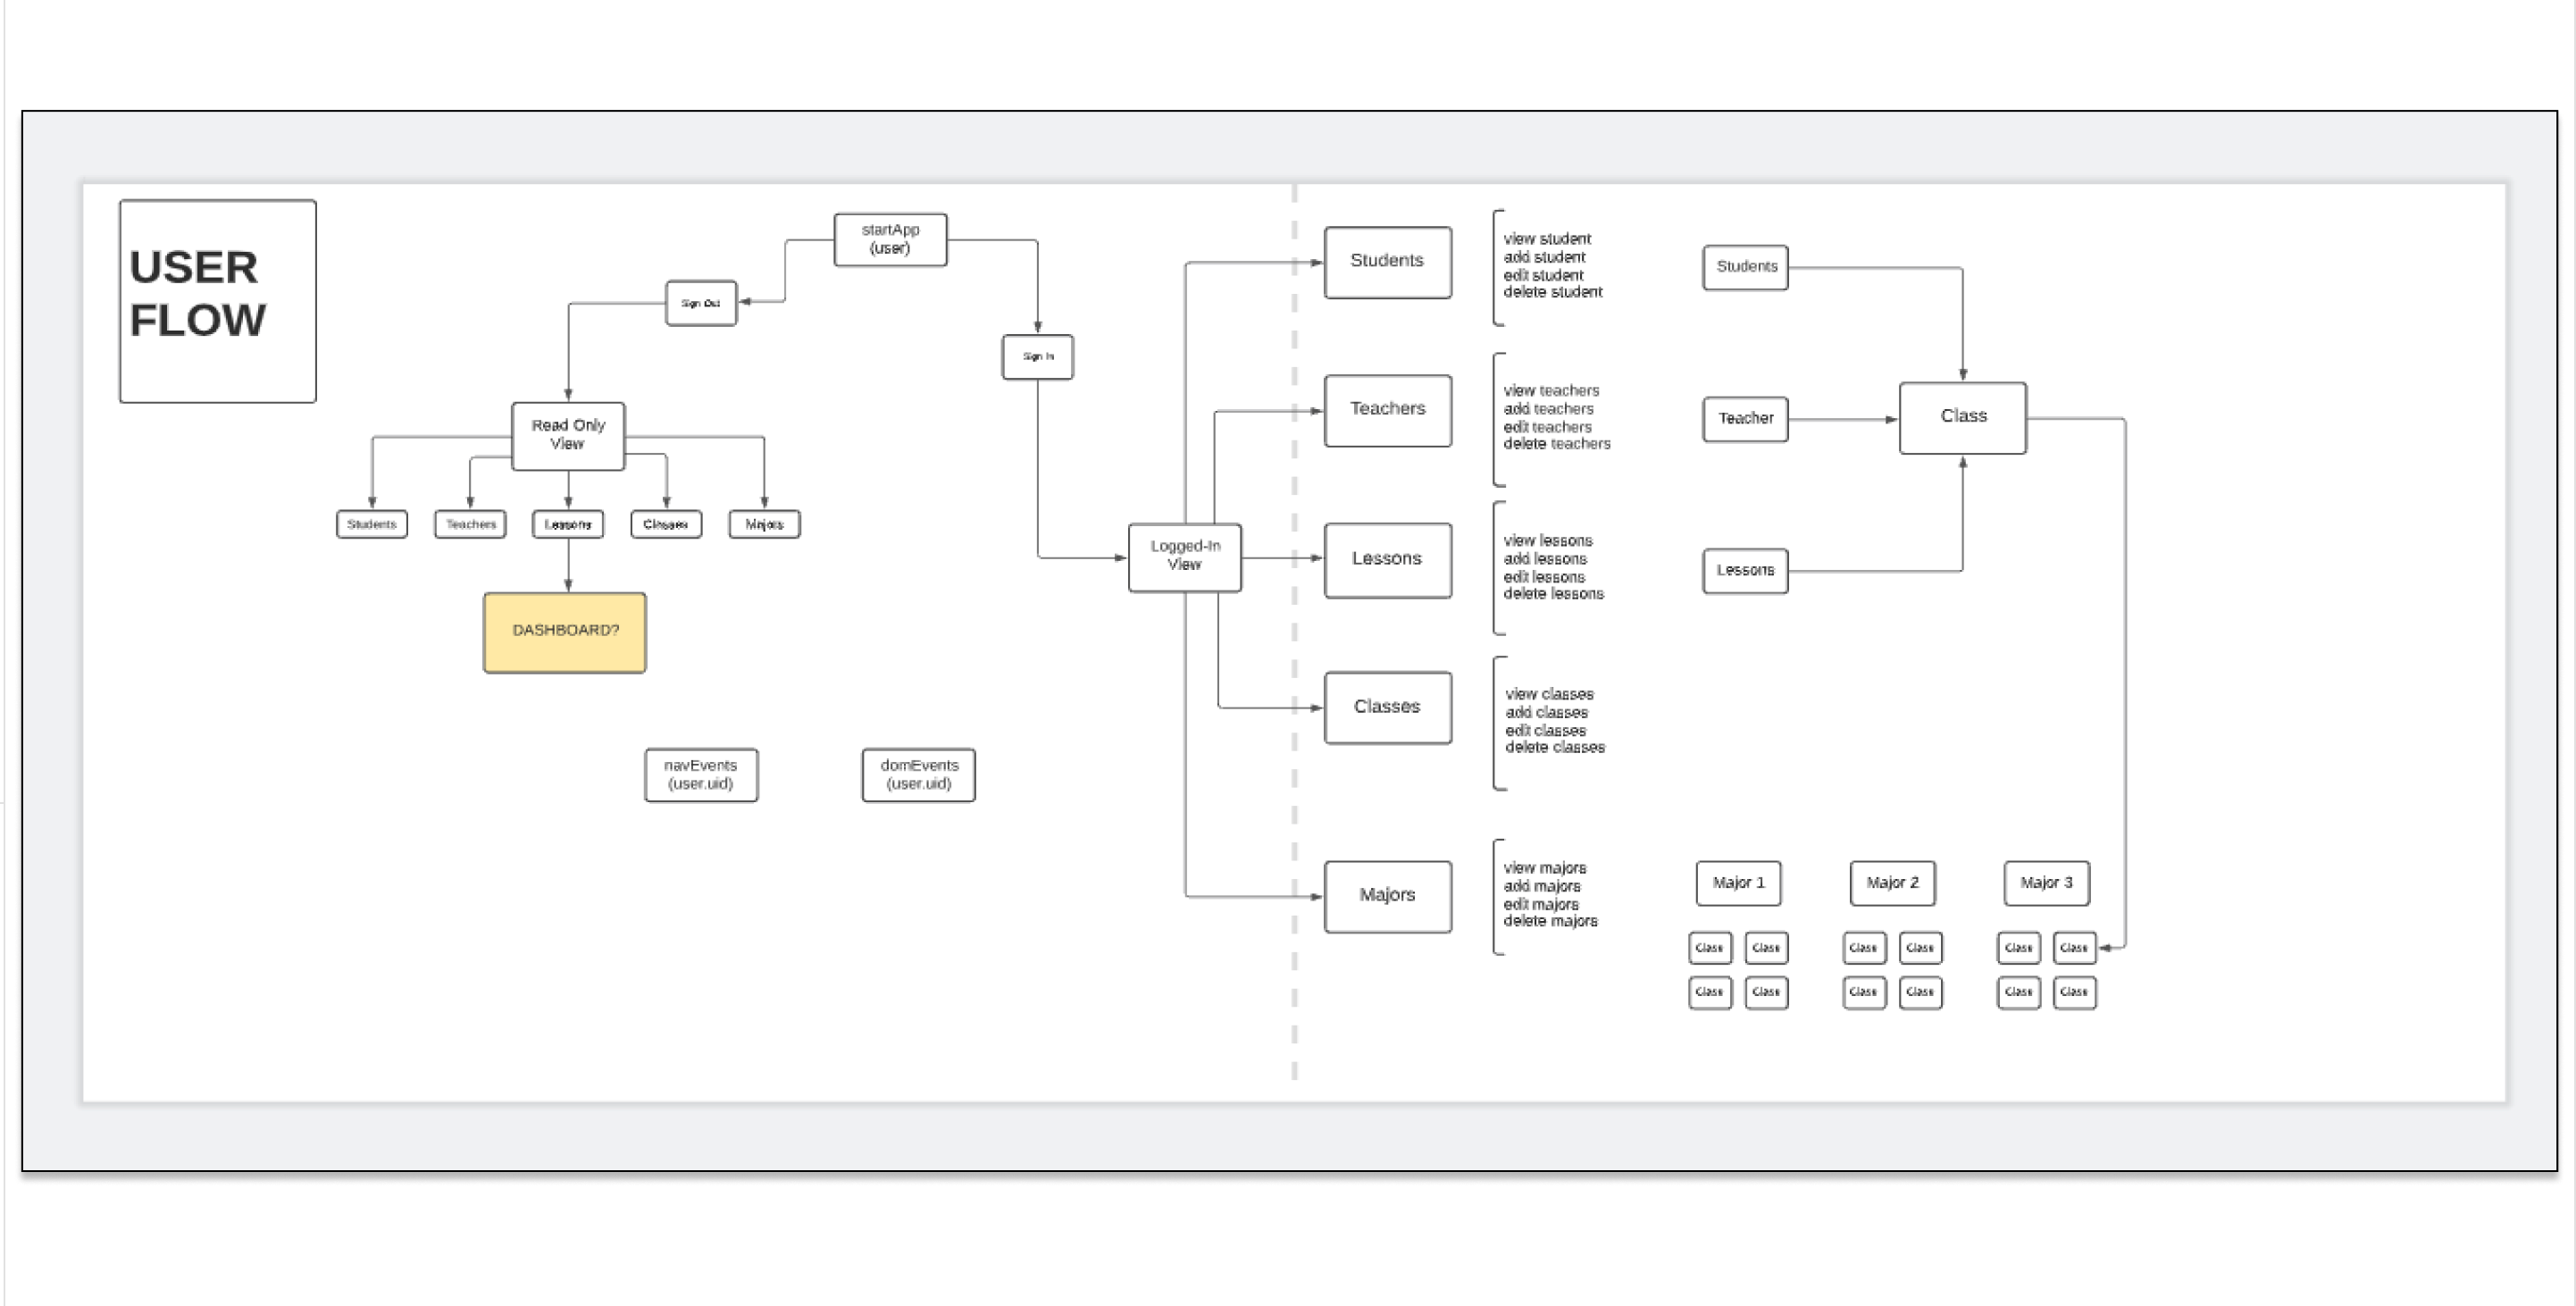 USER
FLOW
startApp
(user)
Sign Out
Sign In
Read Only
View
Students
Teachers
Lessons
Classes
Majors
DASHBOARD?
navEvents
(user.uid)
domEvents
(user.uid)
Logged-In
View
Students
view student
add student
edit student
delete student
Teachers
view teachers
add teachers
edit teachers
delete teachers
Lessons
view lessons
add lessons
edit lessons
delete lessons
Classes
view classes
add classes
edit classes
delete classes
Majors
view majors
add majors
edit majors
delete majors
Students
Teacher
Class
Lessons
Major 1
Major 2
Major 3
Class Class
Class Class
Class Class
Class Class
Class Class
Class Class